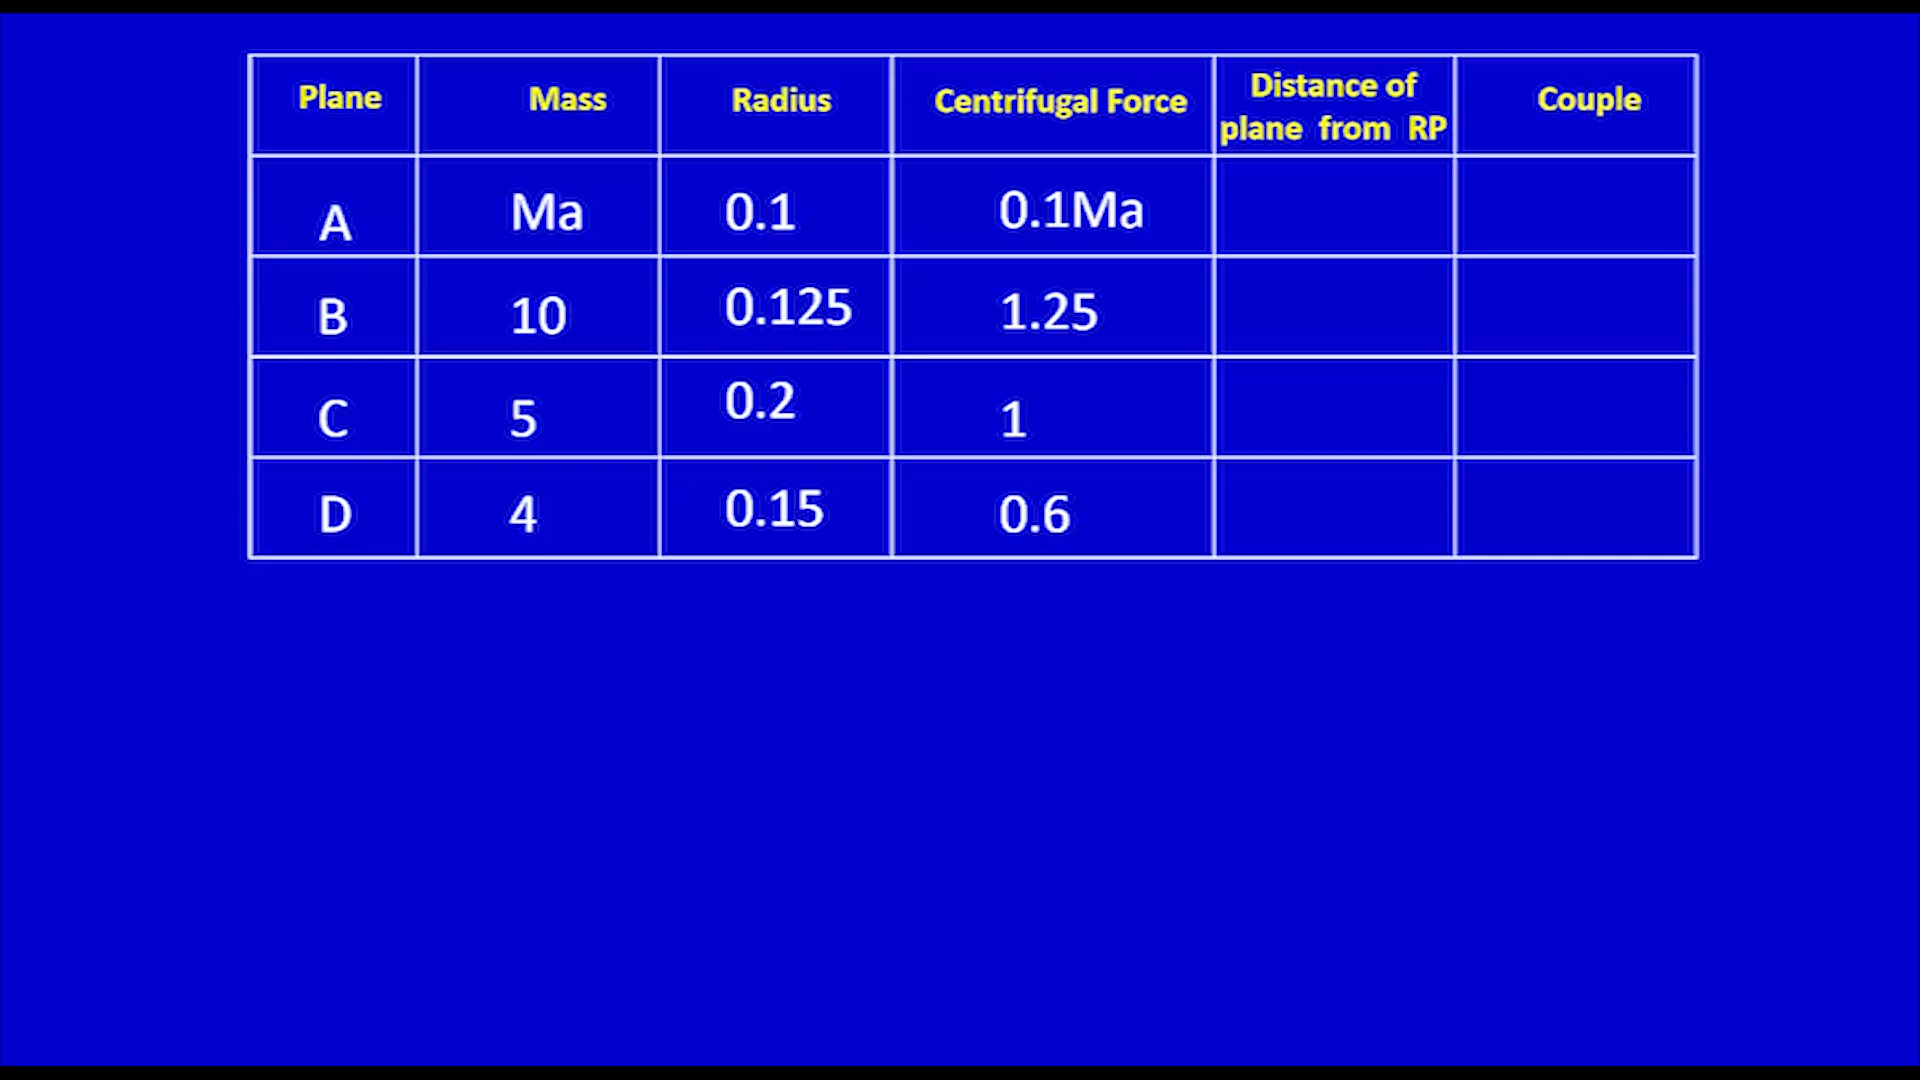 Plane Mass Radius Centrifugal Force Distance of plane from RP Couple
A Ma 0.1 0.1Ma
B 10 0.125 1.25
C 5 0.2 1
D 4 0.15 0.6